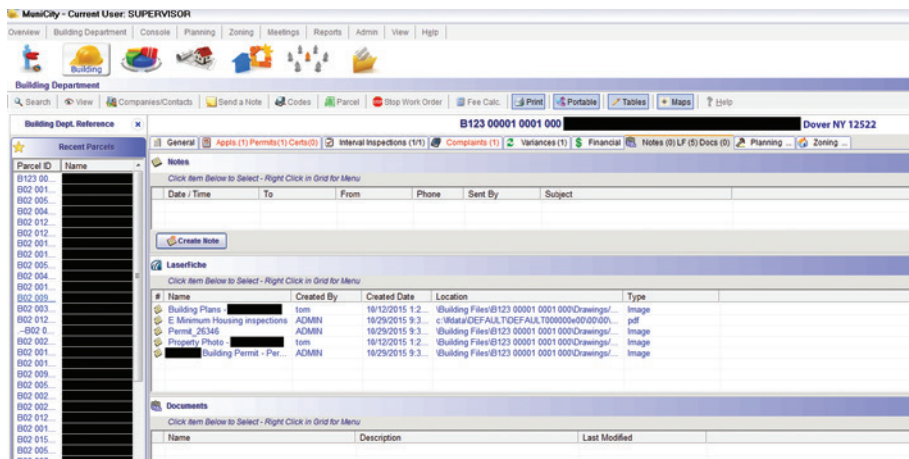 MuniCity - Current User: SUPERVISOR
Overview Building Department Console Planning Zoning Meetings Reports Admin View Help
Building
Building Department
Search View Companies/Contacts Send a Note Codes Parcel Stop Work Order Fee Calc. Print Portable Tables Maps ? Help
Building Dept. Reference x B123 00001 0001 000 Dover NY 12522
Recent Parcels General Appls.(1) Permits(1) Certs(0) Interval Inspections (1/1) Complaints (1) Variances (1) $ Financial Notes (0) LF (5) Docs (0) Planning ... Zoning ...
Parcel ID Name
B123 00...
B02 001...
B02 005...
B02 004...
B02 012...
B02 012...
B02 001...
B02 001...
B02 005...
B02 004...
B02 001...
B02 009...
B02 003...
B02 012...
.--B02 0...
B02 002...
B02 001...
B02 001...
B02 009...
B02 005...
B02 002...
B02 002...
B02 012...
B02 001...
B02 015...
B02 005...
Notes
Click Item Below to Select - Right Click in Grid for Menu
Date / Time To From Phone Sent By Subject
Create Note
LaserFiche
Click Item Below to Select - Right Click in Grid for Menu
# Name Created By Created Date Location Type
Building Plans - tom 10/12/2015 1:2... \Building Files\B123 00001 0001 000\Drawings/... Image
E Minimum Housing inspections ADMIN 10/29/2015 9:3... pdf
Permit_26346 ADMIN 10/29/2015 9:3... \Building Files\B123 00001 0001 000\Drawings/... Image
Property Photo - tom 10/12/2015 1:2... \Building Files\B123 00001 0001 000\Drawings/... Image
Building Permit - Per... ADMIN 10/29/2015 9:3... \Building Files\B123 00001 0001 000\Drawings/... Image
Documents
Click Item Below to Select - Right Click in Grid for Menu
Name Description Last Modified